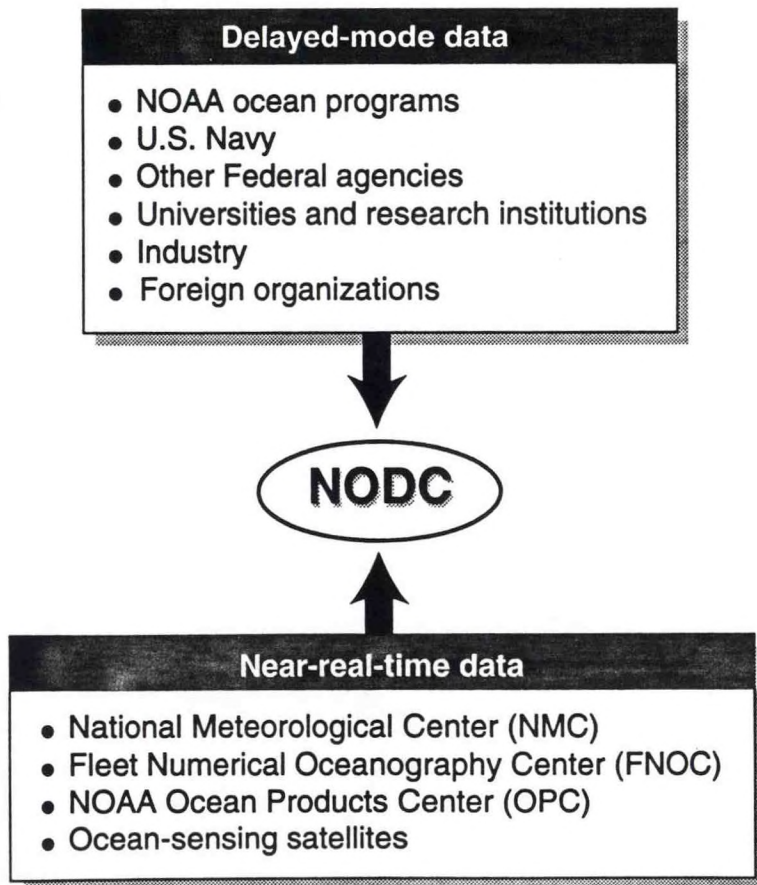 Delayed-mode data
• NOAA ocean programs
• U.S. Navy
• Other Federal agencies
• Universities and research institutions
• Industry
• Foreign organizations
NODC
Near-real-time data
• National Meteorological Center (NMC)
• Fleet Numerical Oceanography Center (FNOC)
• NOAA Ocean Products Center (OPC)
• Ocean-sensing satellites